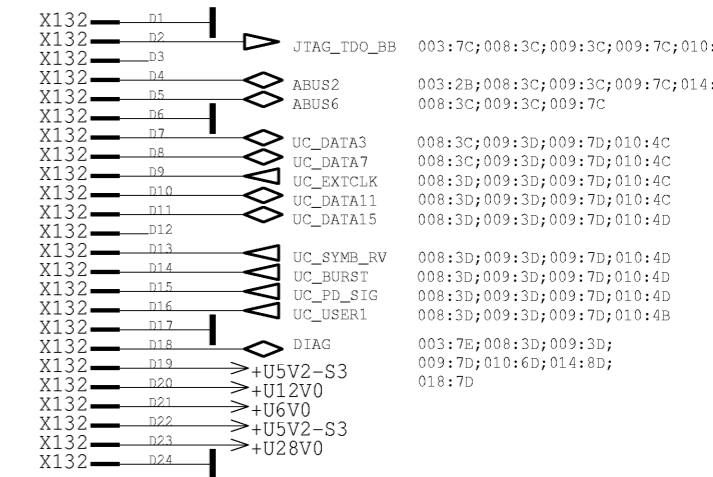 X132 D1
X132 D2 JTAG_TDO_BB 003:7C;008:3C;009:3C;009:7C;010:
X132 D3
X132 D4 ABUS2 003:2B;008:3C;009:3C;009:7C;014:
X132 D5 ABUS6 008:3C;009:3C;009:7C
X132 D6
X132 D7 UC_DATA3 008:3C;009:3D;009:7D;010:4C
X132 D8 UC_DATA7 008:3C;009:3D;009:7D;010:4C
X132 D9 UC_EXTCLK 008:3D;009:3D;009:7D;010:4C
X132 D10 UC_DATA11 008:3D;009:3D;009:7D;010:4C
X132 D11 UC_DATA15 008:3D;009:3D;009:7D;010:4D
X132 D12
X132 D13 UC_SYMB_RV 008:3D;009:3D;009:7D;010:4D
X132 D14 UC_BURST 008:3D;009:3D;009:7D;010:4D
X132 D15 UC_PD_SIG 008:3D;009:3D;009:7D;010:4D
X132 D16 UC_USER1 008:3D;009:3D;009:7D;010:4B
X132 D17
X132 D18 DIAG 003:7E;008:3D;009:3D;
009:7D;010:6D;014:8D;
018:7D
X132 D19 +U5V2-S3
X132 D20 +U12V0
X132 D21 +U6V0
X132 D22 +U5V2-S3
X132 D23 +U28V0
X132 D24